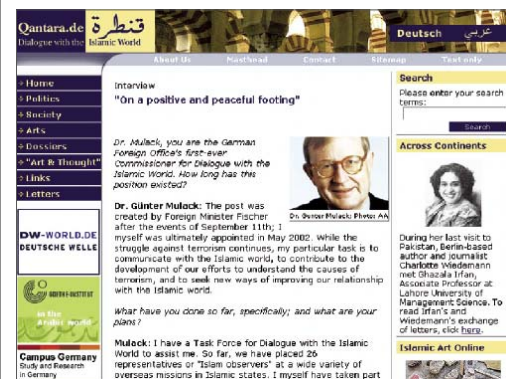 Qantara.de
قنطرة
Dialogue with the Islamic World
Deutsch
عربي
About Us
Masthead
Contact
Sitemap
Text only
Home
Politics
Society
Arts
Dossiers
"Art & Thought"
Links
Letters
DW-WORLD.DE
DEUTSCHE WELLE
GOETHE-INSTITUT
in the
Arab World
Campus Germany
Study and Research
in Germany
Interview
"On a positive and peaceful footing"
Dr. Mulack, you are the German
Foreign Office's first-ever
Commissioner for Dialogue with the
Islamic World. How long has this
position existed?
Dr. Gunter Mulack; Photo: AA
Dr. Günter Mulack: The post was
created by Foreign Minister Fischer
after the events of September 11th; I
myself was ultimately appointed in May 2002. While the
struggle against terrorism continues, my particular task is to
communicate with the Islamic world, to contribute to the
development of our efforts to understand the causes of
terrorism, and to seek new ways of improving our relationship
with the Islamic world.
What have you done so far, specifically; and what are your
plans?
Mulack: I have a Task Force for Dialogue with the Islamic
World to assist me. So far, we have placed 26
representatives or "Islam observers" at a wide variety of
overseas missions in Islamic states. I myself have taken part
Search
Please enter your search
terms:
Search
Across Continents
During her last visit to
Pakistan, Berlin-based
author and journalist
Charlotte Wiedemann
met Ghazala Irfan,
Associate Professor at
Lahore University of
Management Science. To
read Irfan's and
Wiedemann's exchange
of letters, click here.
Islamic Art Online